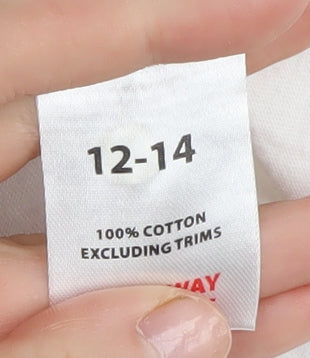 12-14
100% COTTON
EXCLUDING TRIMS